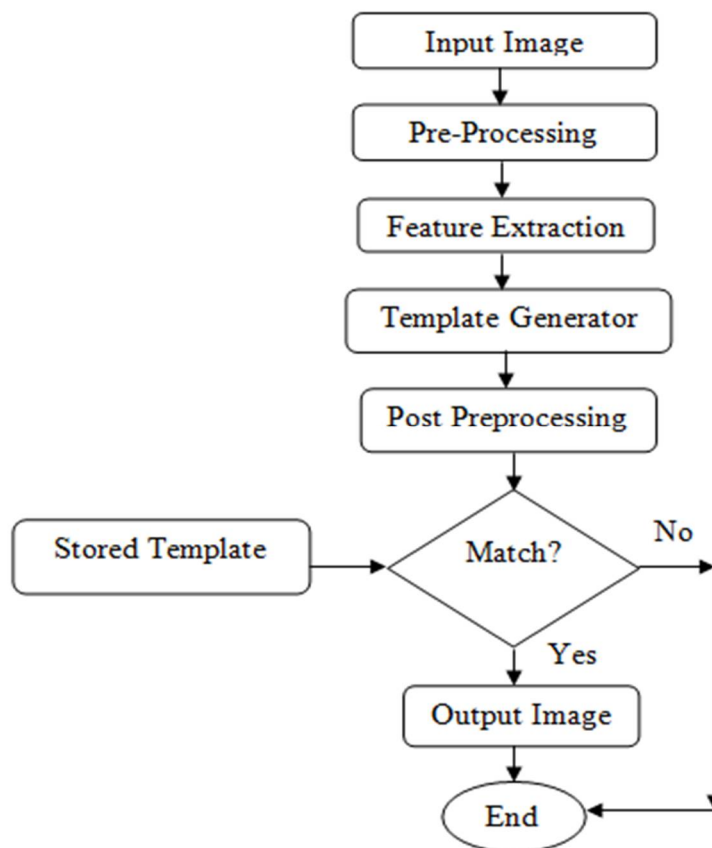 Input Image
Pre-Processing
Feature Extraction
Template Generator
Post Preprocessing
Stored Template
Match?
No
Yes
Output Image
End